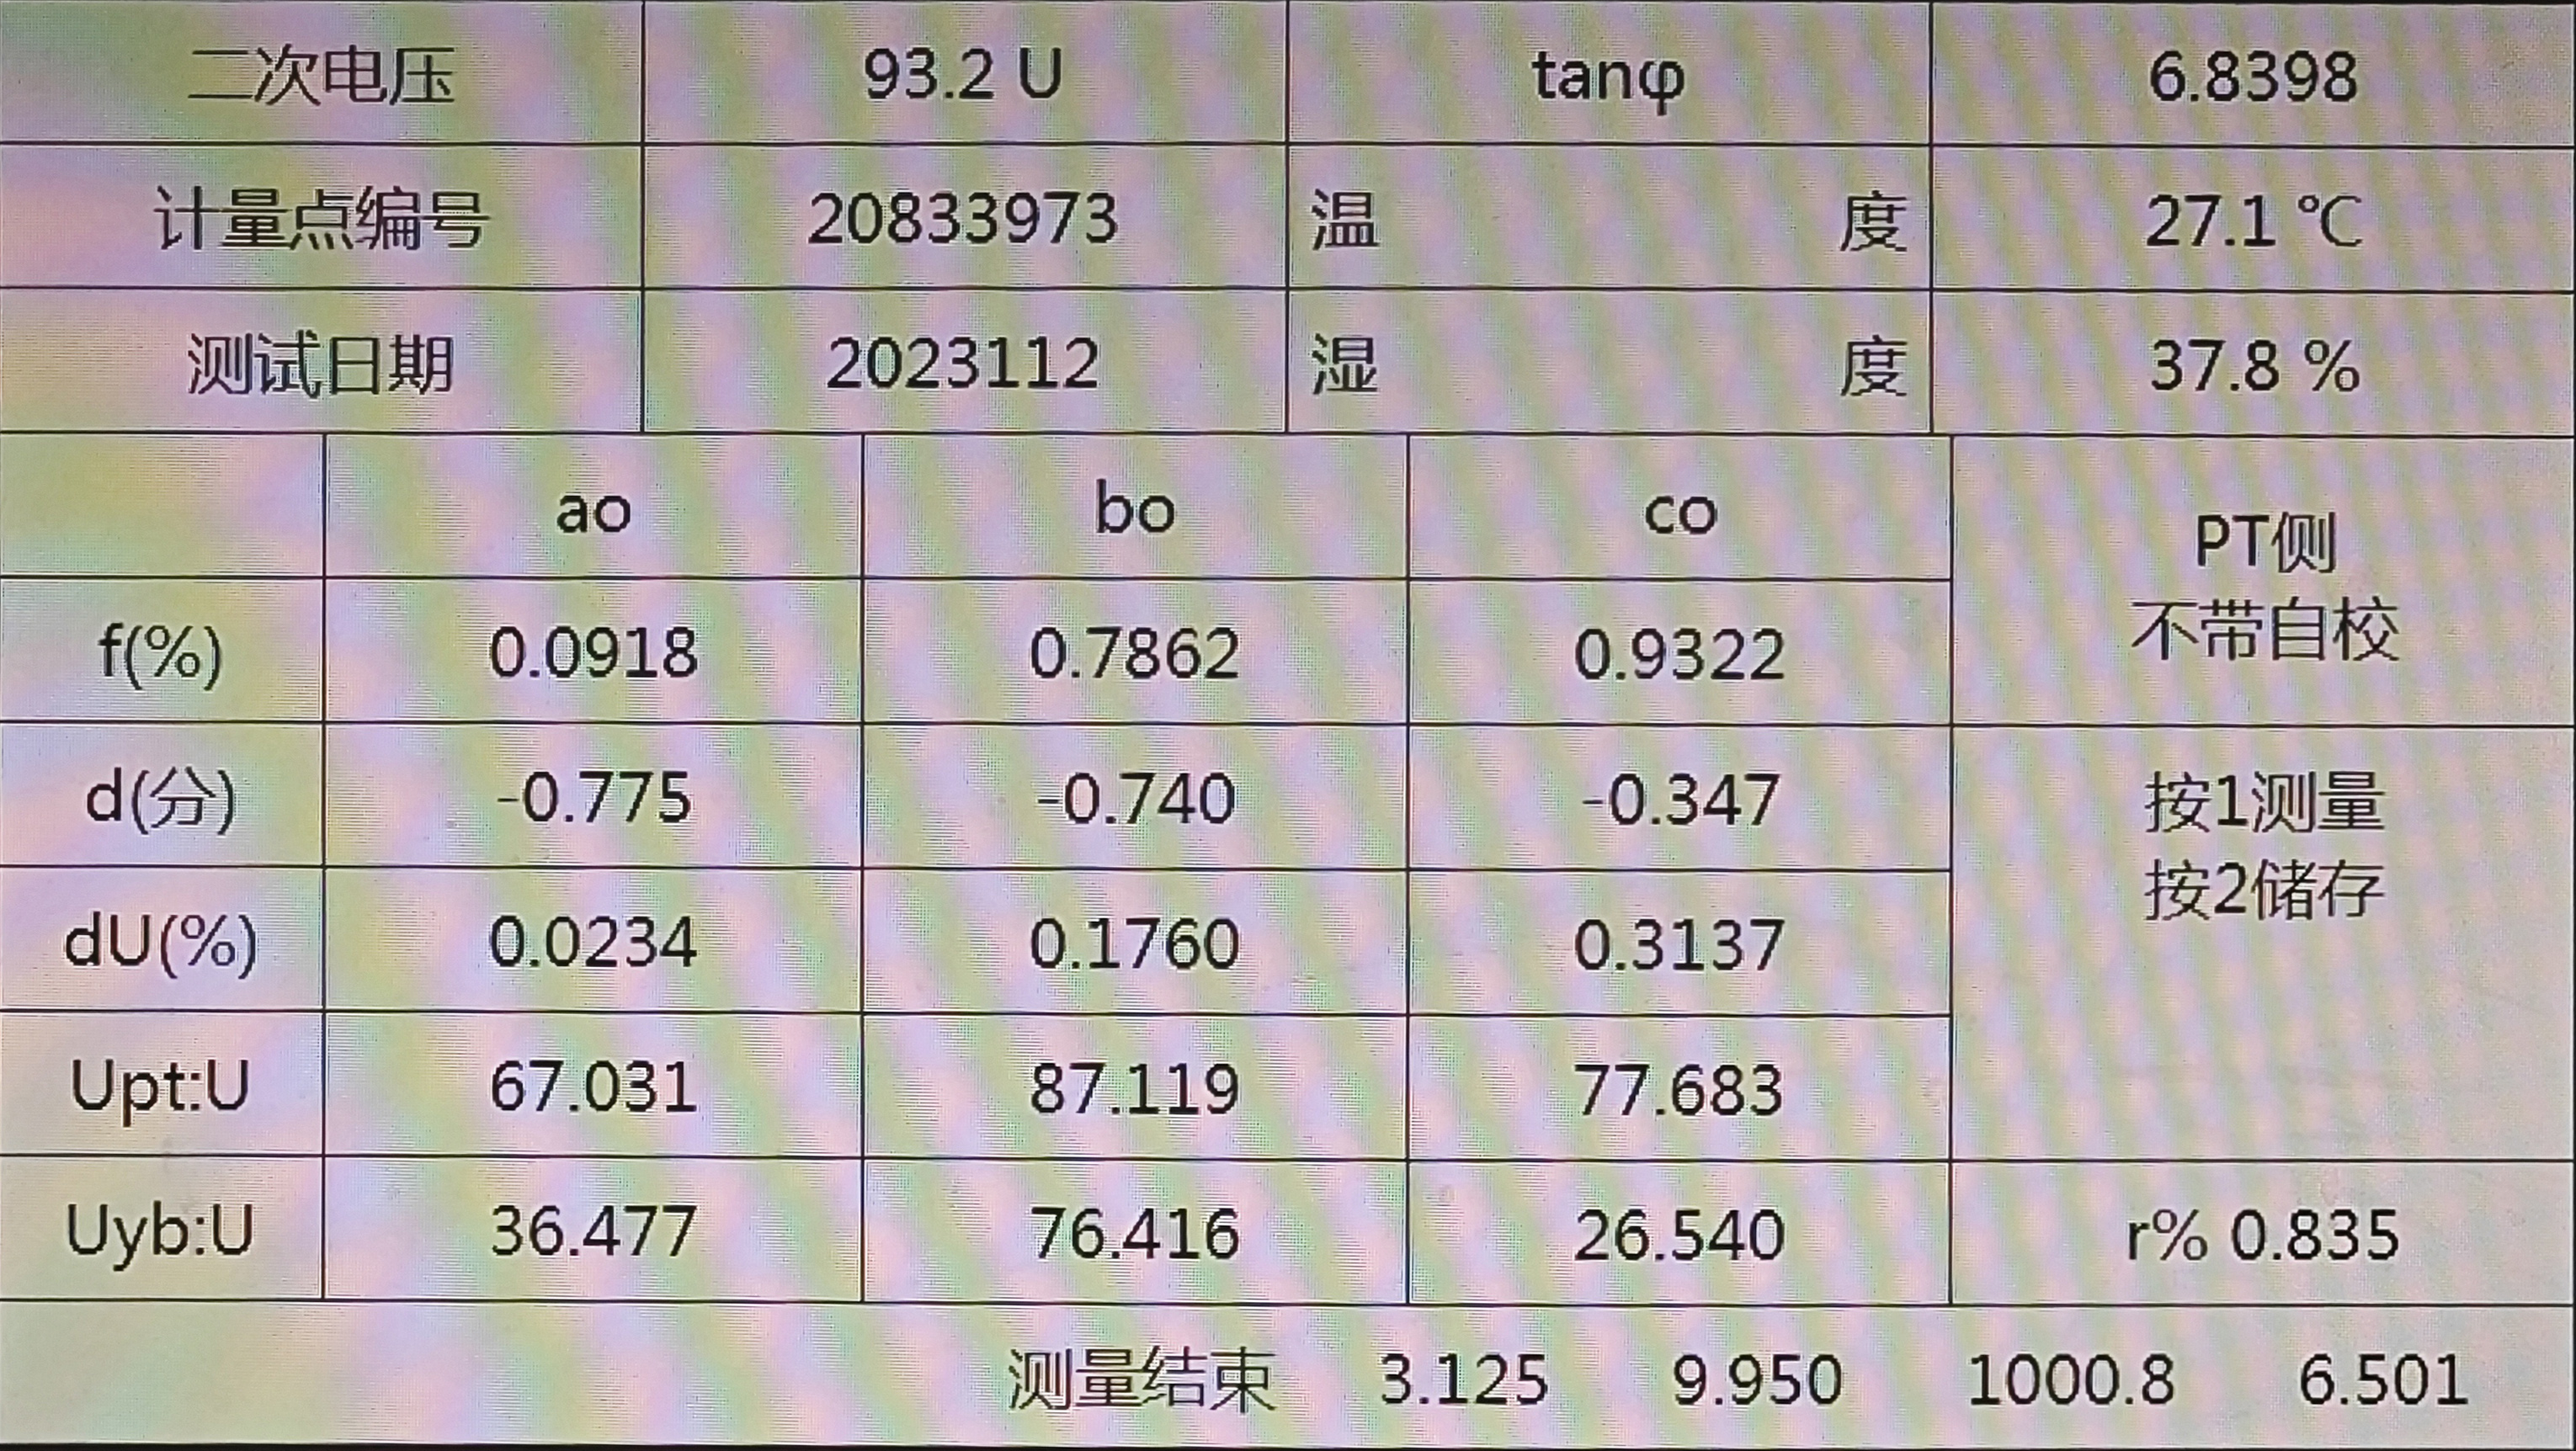 二次电压 93.2 U tanφ 6.8398
计量点编号 20833973 温 度 27.1 ℃
测试日期 2023112 湿 度 37.8 %
ao bo co PT侧
不带自校
f(%) 0.0918 0.7862 0.9322
d(分) -0.775 -0.740 -0.347 按1测量
按2储存
dU(%) 0.0234 0.1760 0.3137
Upt:U 67.031 87.119 77.683
Uyb:U 36.477 76.416 26.540 r% 0.835
测量结束 3.125 9.950 1000.8 6.501